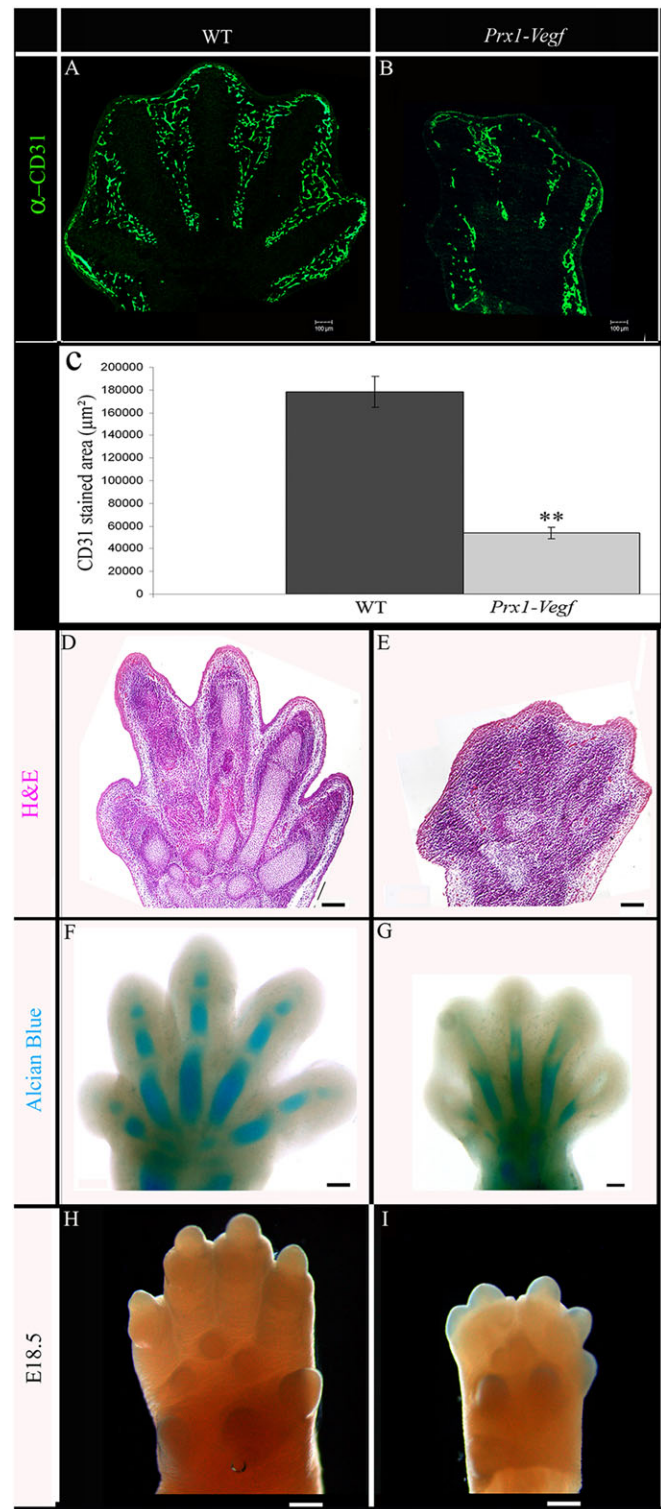 WT
Prx1-Vegf
α–CD31
A
B
100 µm
100 µm
C
CD31 stained area (µm²)
200000
180000
160000
140000
120000
100000
80000
60000
40000
20000
0
**
WT
Prx1-Vegf
H&E
D
E
Alcian Blue
F
G
E18.5
H
I